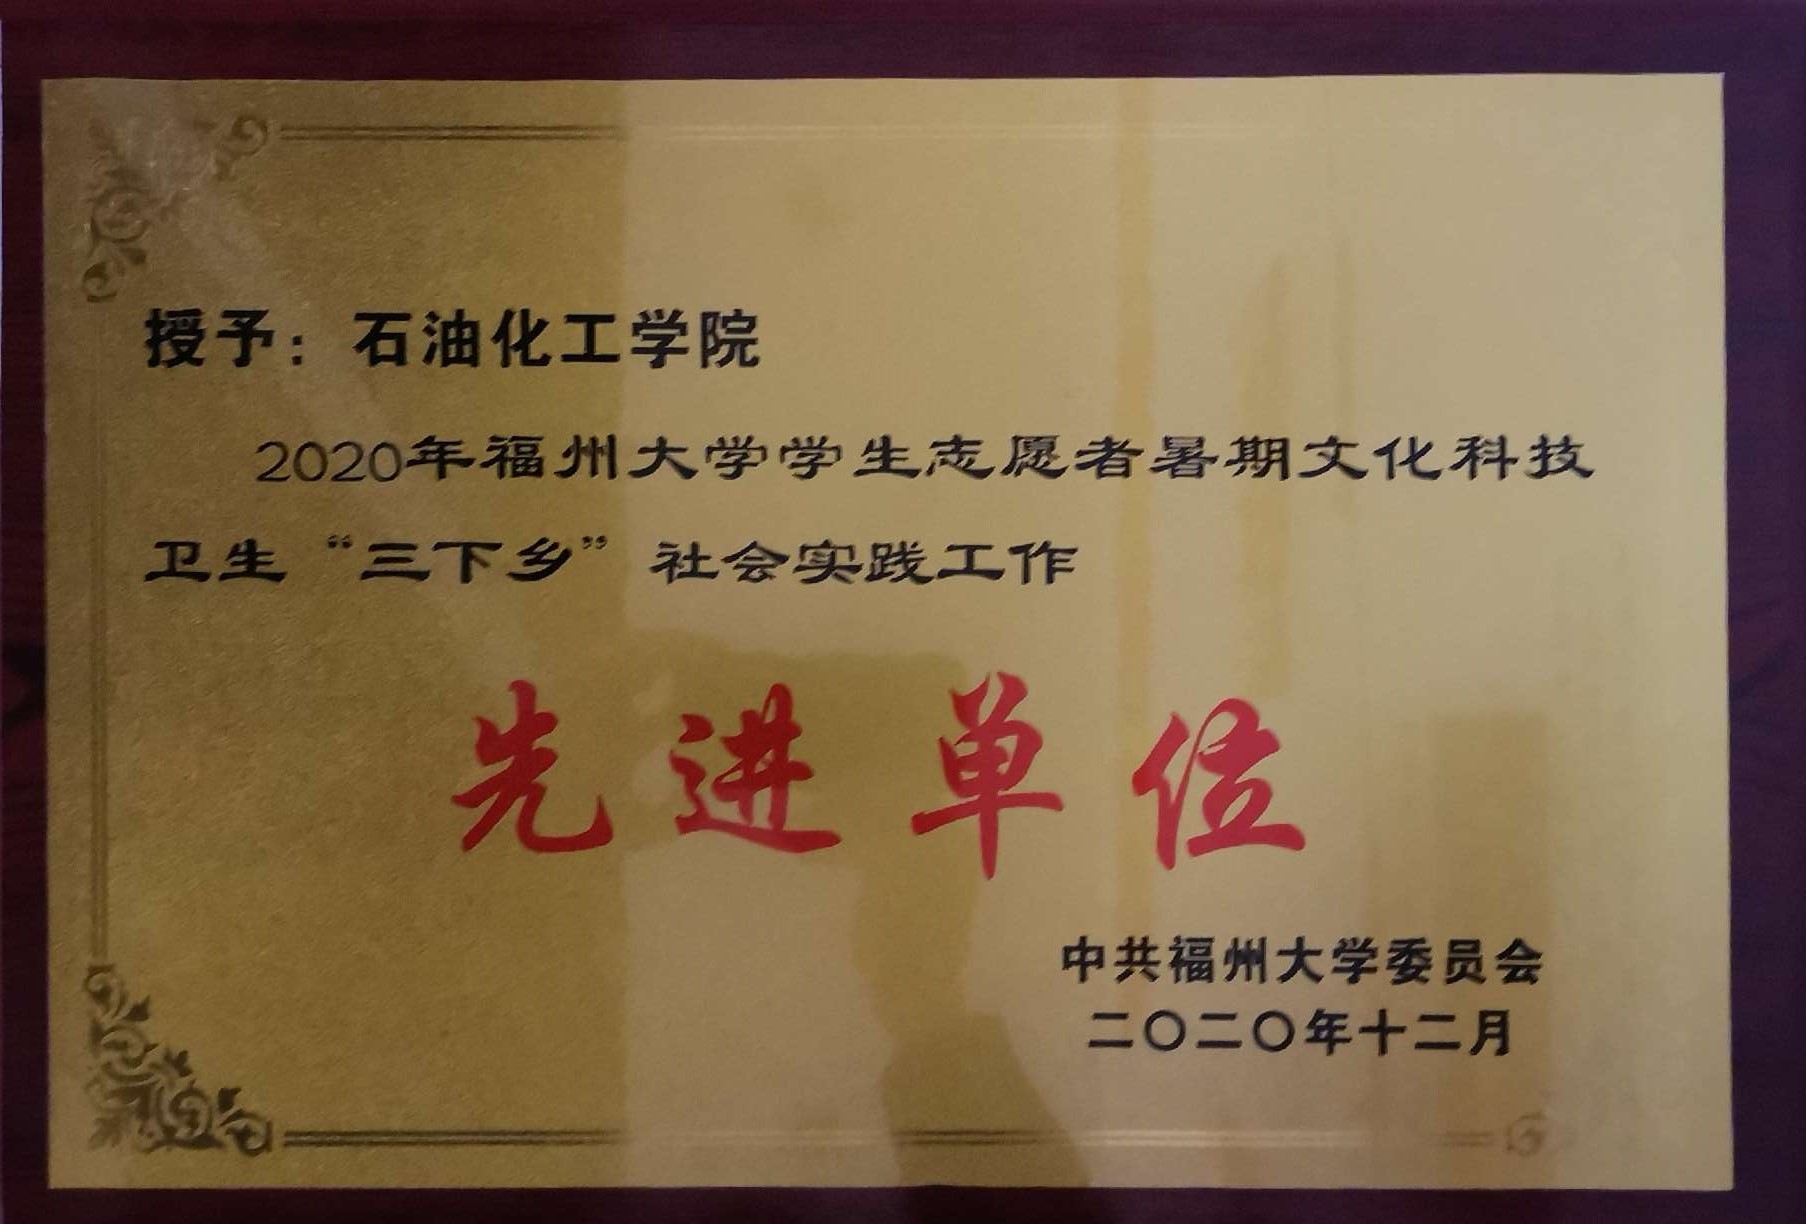 授予：石油化工学院
2020年福州大学学生志愿者暑期文化科技
卫生“三下乡”社会实践工作
先进单位
中共福州大学委员会
二〇二〇年十二月